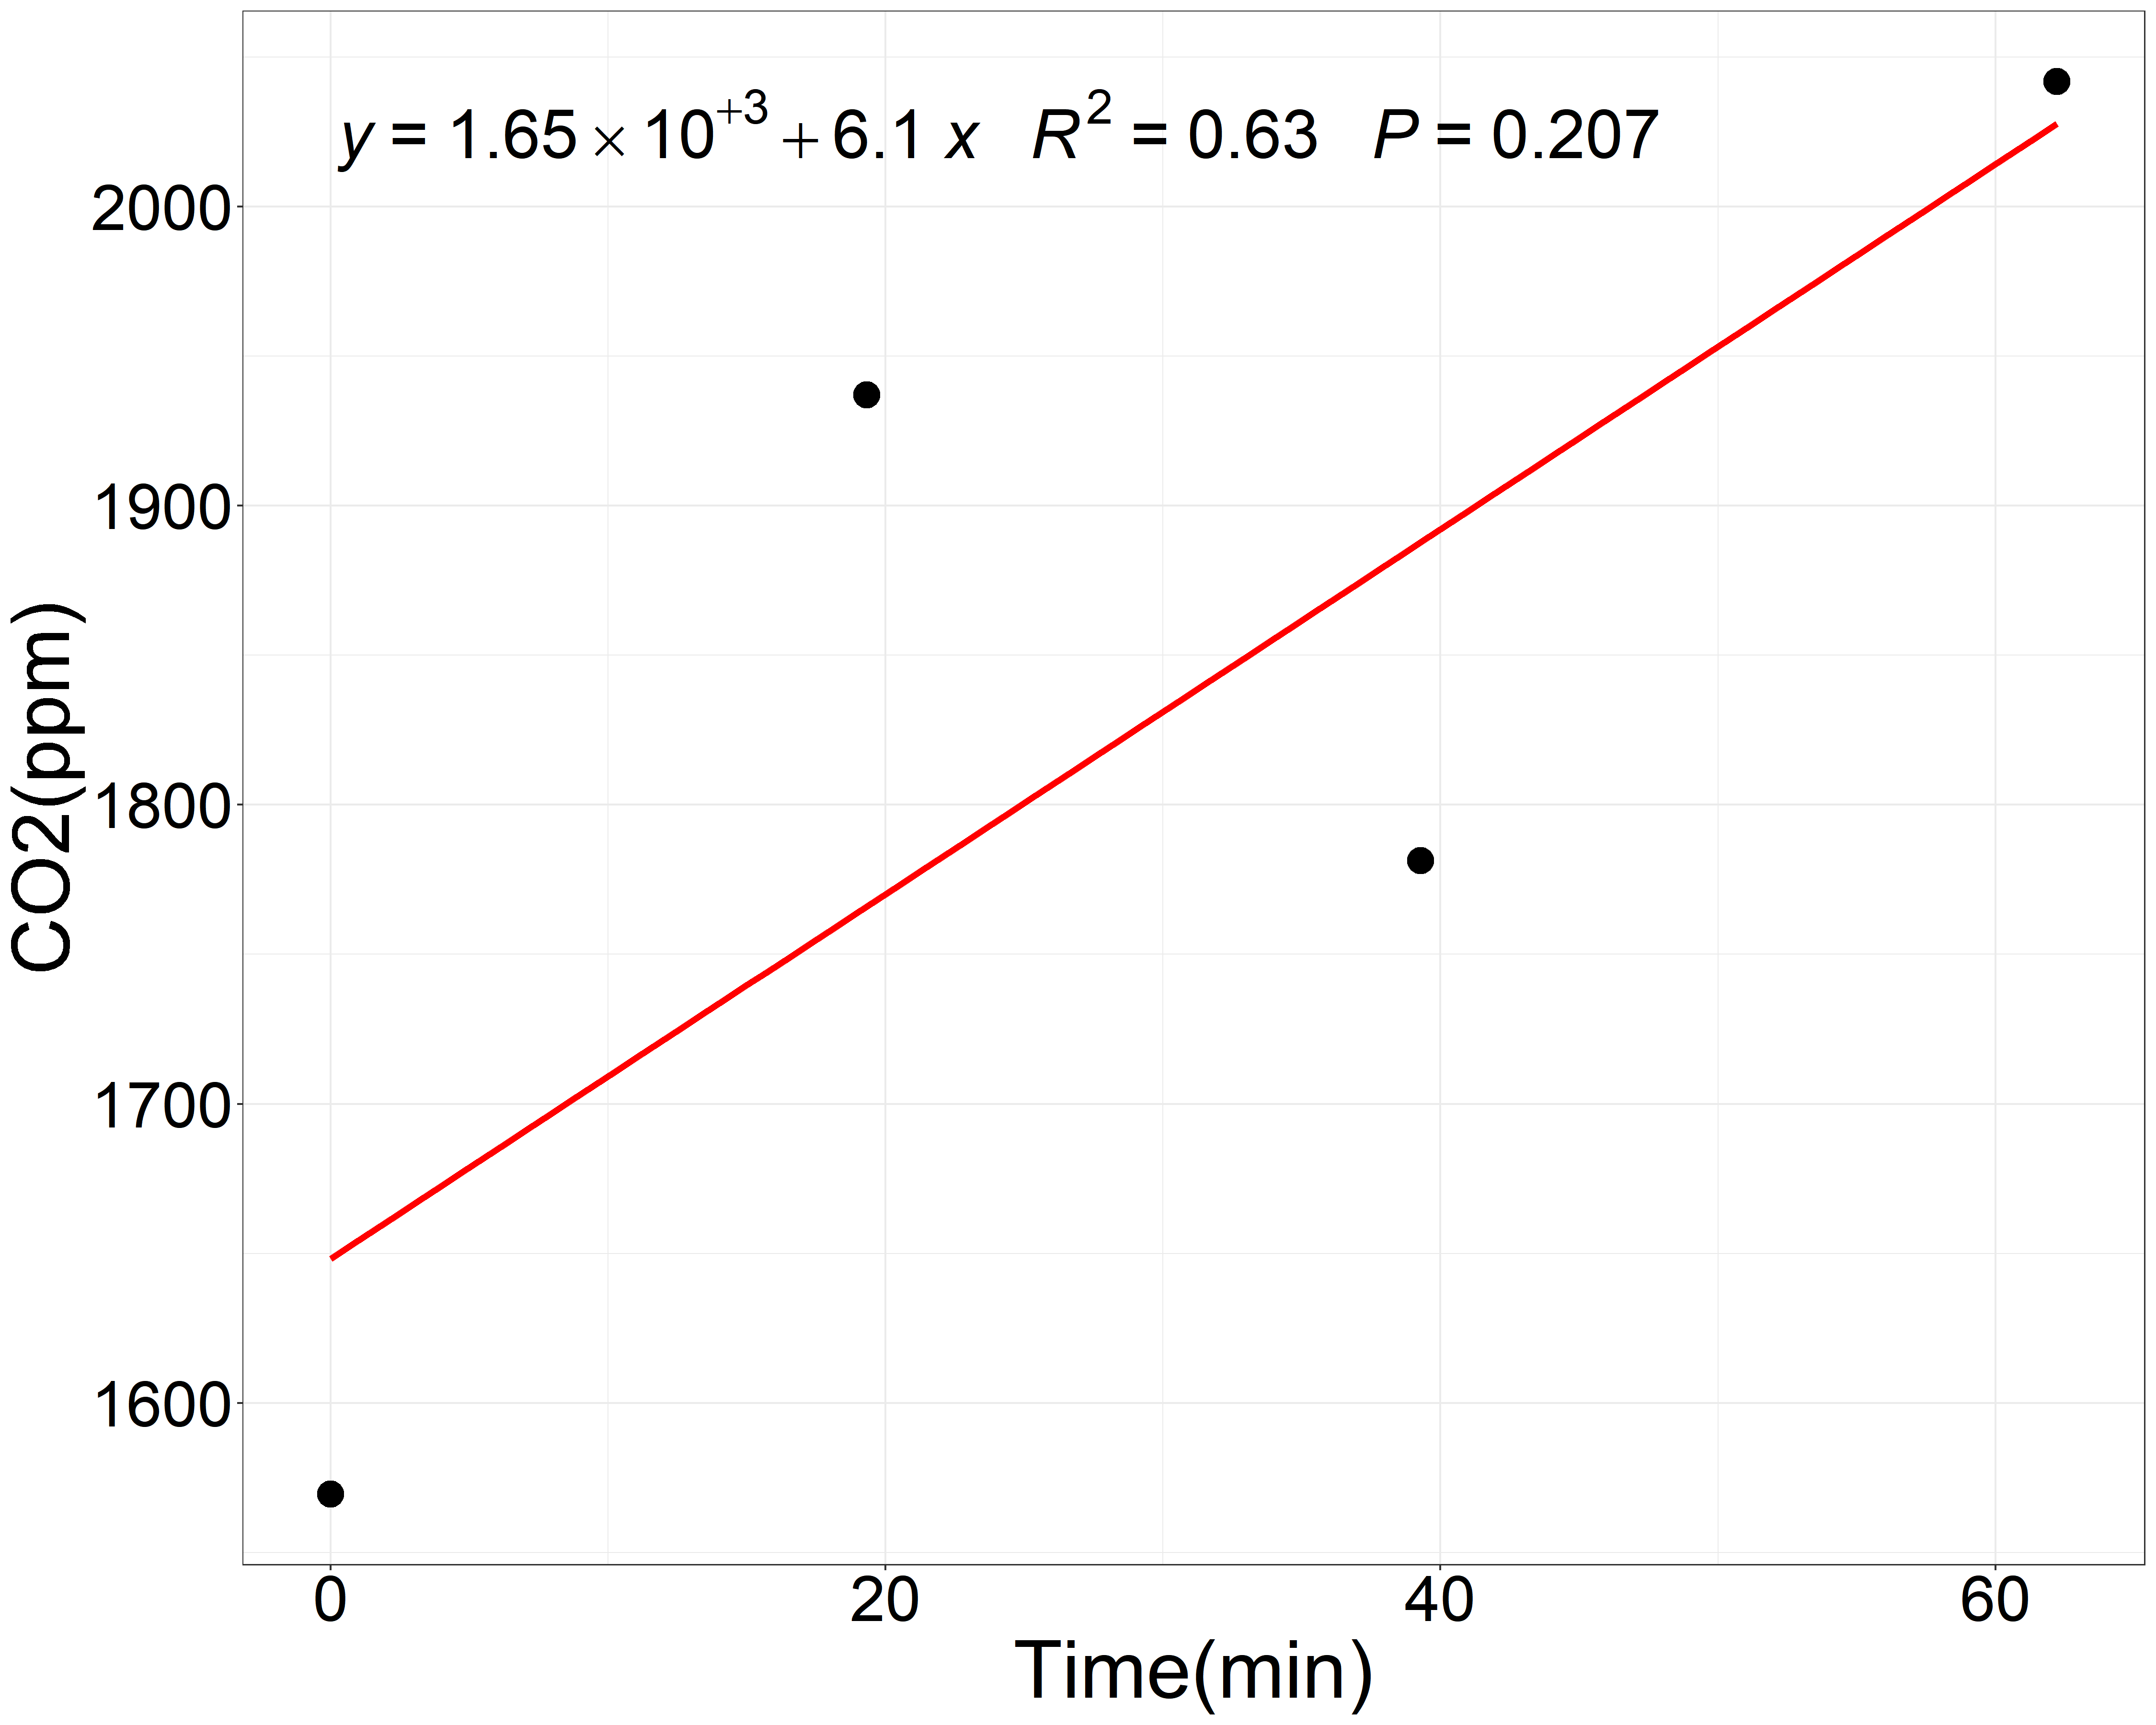 y = 1.65 × 10⁺³ + 6.1 x R² = 0.63 P = 0.207
2000
1900
1800
1700
1600
CO2(ppm)
0 20 40 60
Time(min)